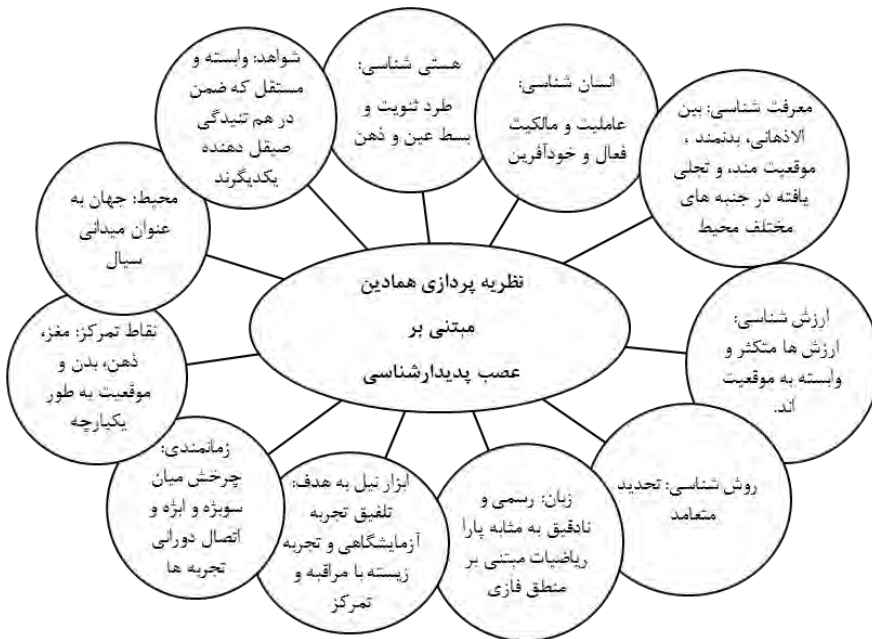 نظریه پردازی همادین
مبتنی بر
عصب پدیدارشناسی
هستی شناسی:
طرد ثنویت و
بسط عین و ذهن
انسان شناسی:
عاملیت و مالکیت
فعال و خودآفرین
معرفت شناسی: بین
الاذهانی، بدنمند ،
موقعیت مند، و تجلی
یافته در جنبه های
مختلف محیط
ارزش شناسی:
ارزش ها متکثر و
وابسته به موقعیت
اند.
روش شناسی: تحدید
متعامد
زبان: رسمی و
نادقیق به مثابه پارا
ریاضیات مبتنی بر
منطق فازی
ابزار نیل به هدف:
تلفیق تجربه
آزمایشگاهی و تجربه
زیسته با مراقبه و
تمرکز
زمانمندی:
چرخش میان
سوبژه و ابژه و
اتصال دورانی
تجربه ها
نقاط تمرکز: مغز،
ذهن، بدن و
موقعیت به طور
یکپارچه
محیط: جهان به
عنوان میدانی
سیال
شواهد: وابسته و
مستقل که ضمن
در هم تنیدگی
صیقل دهنده
یکدیگرند